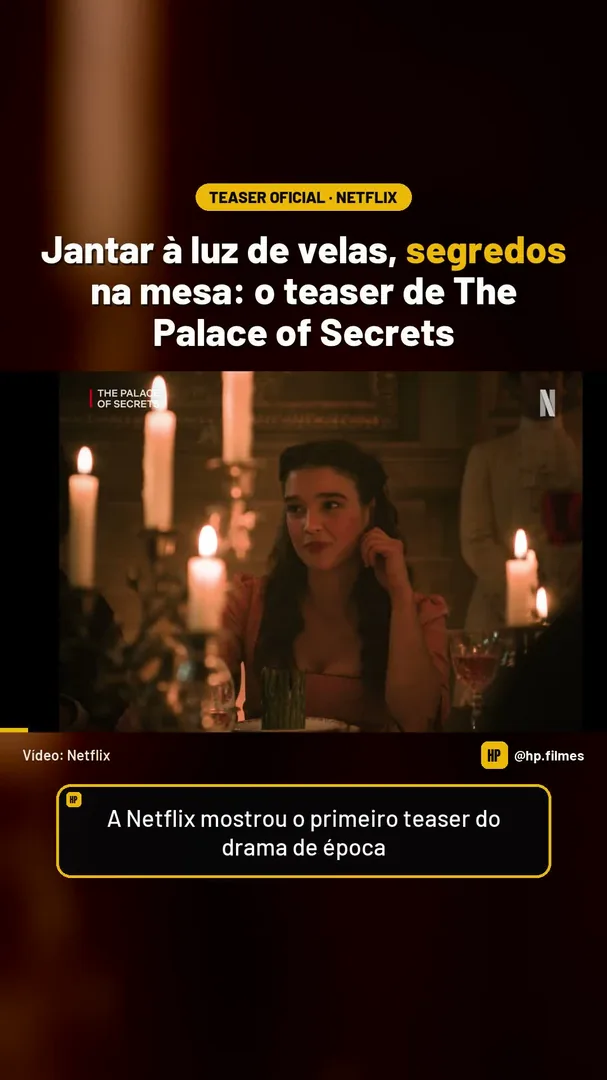 TEASER OFICIAL · NETFLIX
Jantar à luz de velas, segredos
na mesa: o teaser de The
Palace of Secrets
THE PALACE
OF SECRETS
N
Vídeo: Netflix
HP @hp.filmes
HP
A Netflix mostrou o primeiro teaser do
drama de época